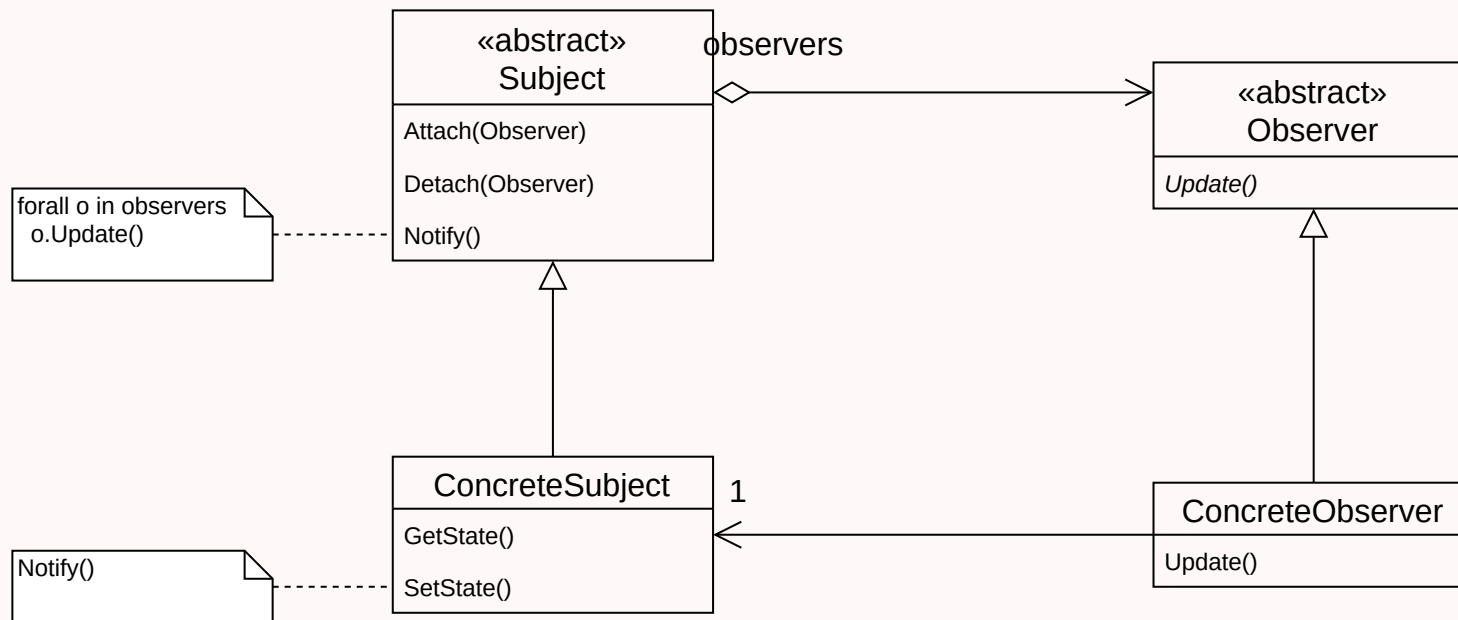 «abstract»
Subject
observers
Attach(Observer)
Detach(Observer)
Notify()
«abstract»
Observer
Update()
forall o in observers
o.Update()
ConcreteSubject
1
GetState()
SetState()
ConcreteObserver
Update()
Notify()